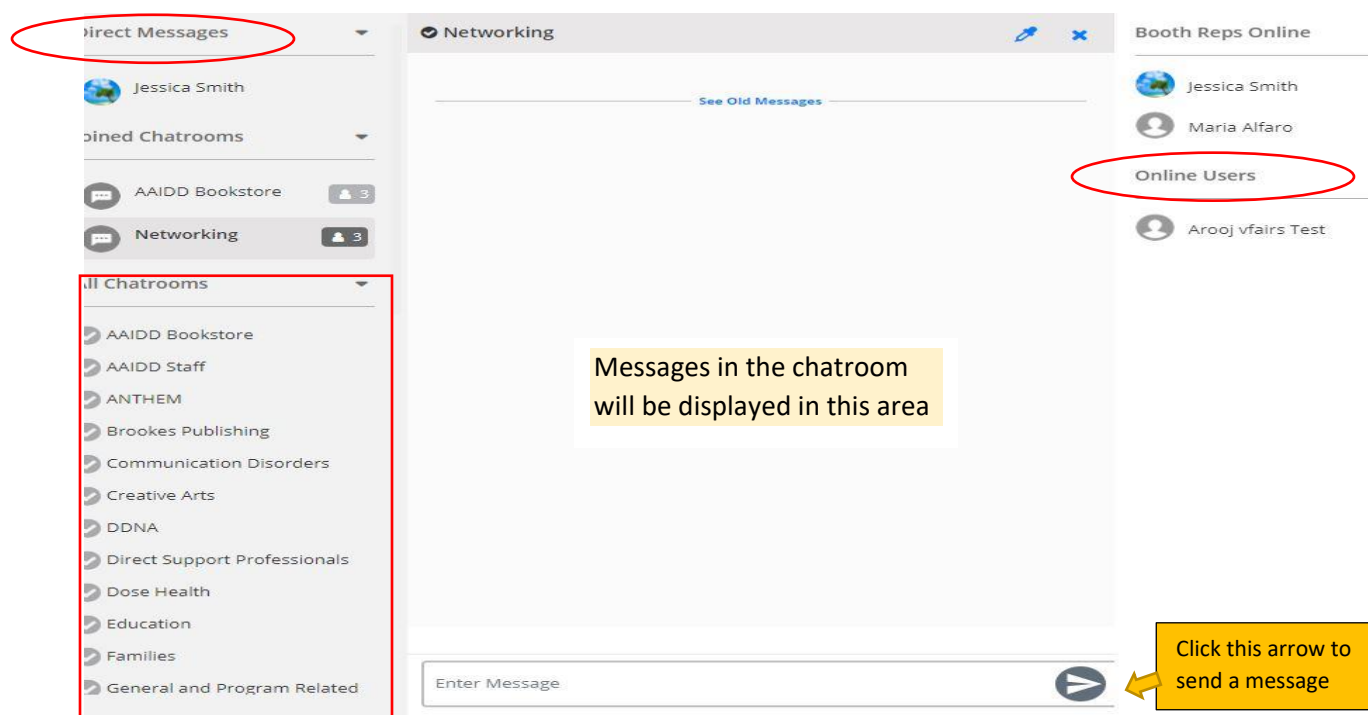 Direct Messages
Jessica Smith
oined Chatrooms
AAIDD Bookstore 3
Networking 3
All Chatrooms
AAIDD Bookstore
AAIDD Staff
ANTHEM
Brookes Publishing
Communication Disorders
Creative Arts
DDNA
Direct Support Professionals
Dose Health
Education
Families
General and Program Related
Networking
See Old Messages
Messages in the chatroom
will be displayed in this area
Enter Message
Booth Reps Online
Jessica Smith
Maria Alfaro
Online Users
Arooj vfairs Test
Click this arrow to
send a message